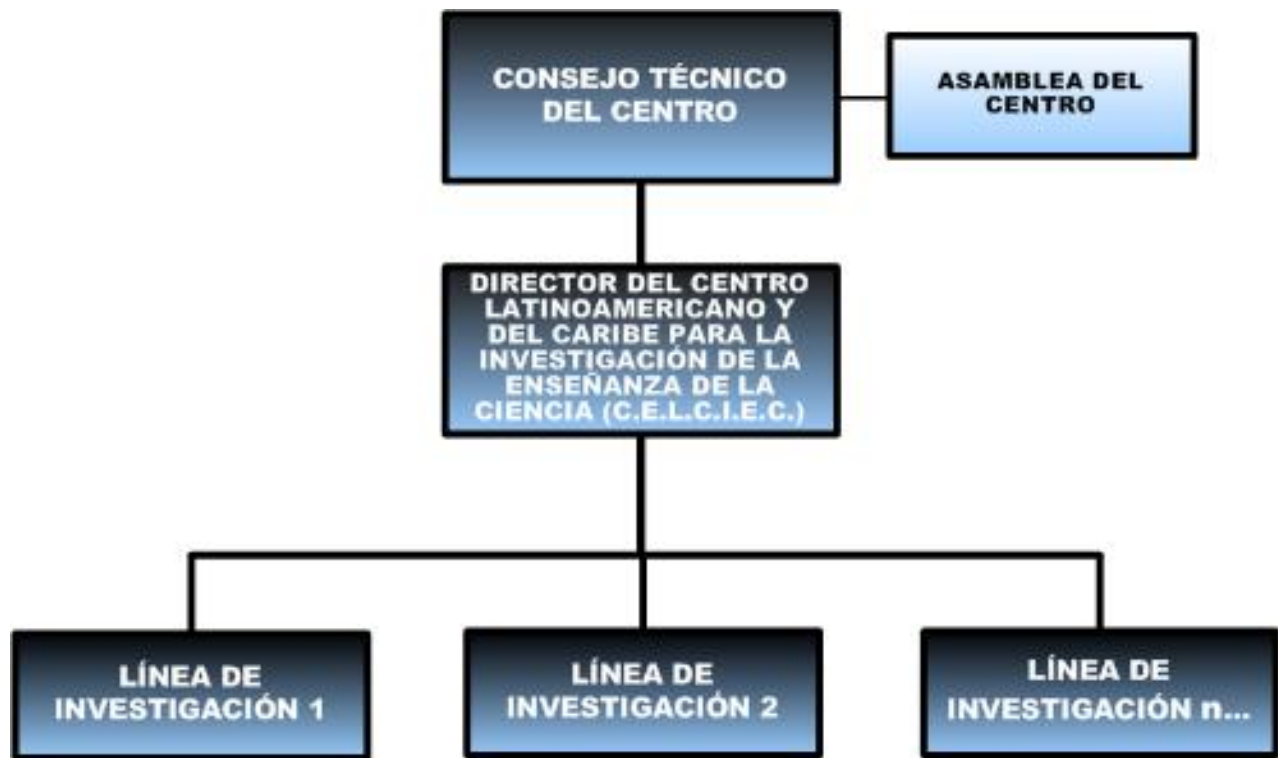 CONSEJO TÉCNICO
DEL CENTRO
ASAMBLEA DEL
CENTRO
DIRECTOR DEL CENTRO
LATINOAMERICANO Y
DEL CARIBE PARA LA
INVESTIGACIÓN DE LA
ENSEÑANZA DE LA
CIENCIA (C.E.L.C.I.E.C.)
LÍNEA DE
INVESTIGACIÓN 1
LÍNEA DE
INVESTIGACIÓN 2
LÍNEA DE
INVESTIGACIÓN n...